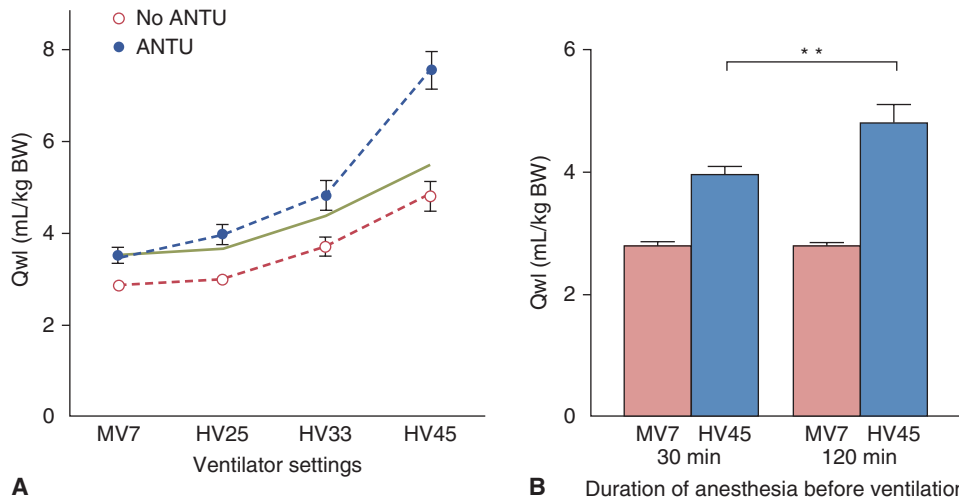 No ANTU
ANTU
8
6
4
2
0
Qwl (mL/kg BW)
MV7 HV25 HV33 HV45
Ventilator settings
A
6
* *
4
2
0
Qwl (mL/kg BW)
MV7 HV45 MV7 HV45
30 min 120 min
B Duration of anesthesia before ventilation